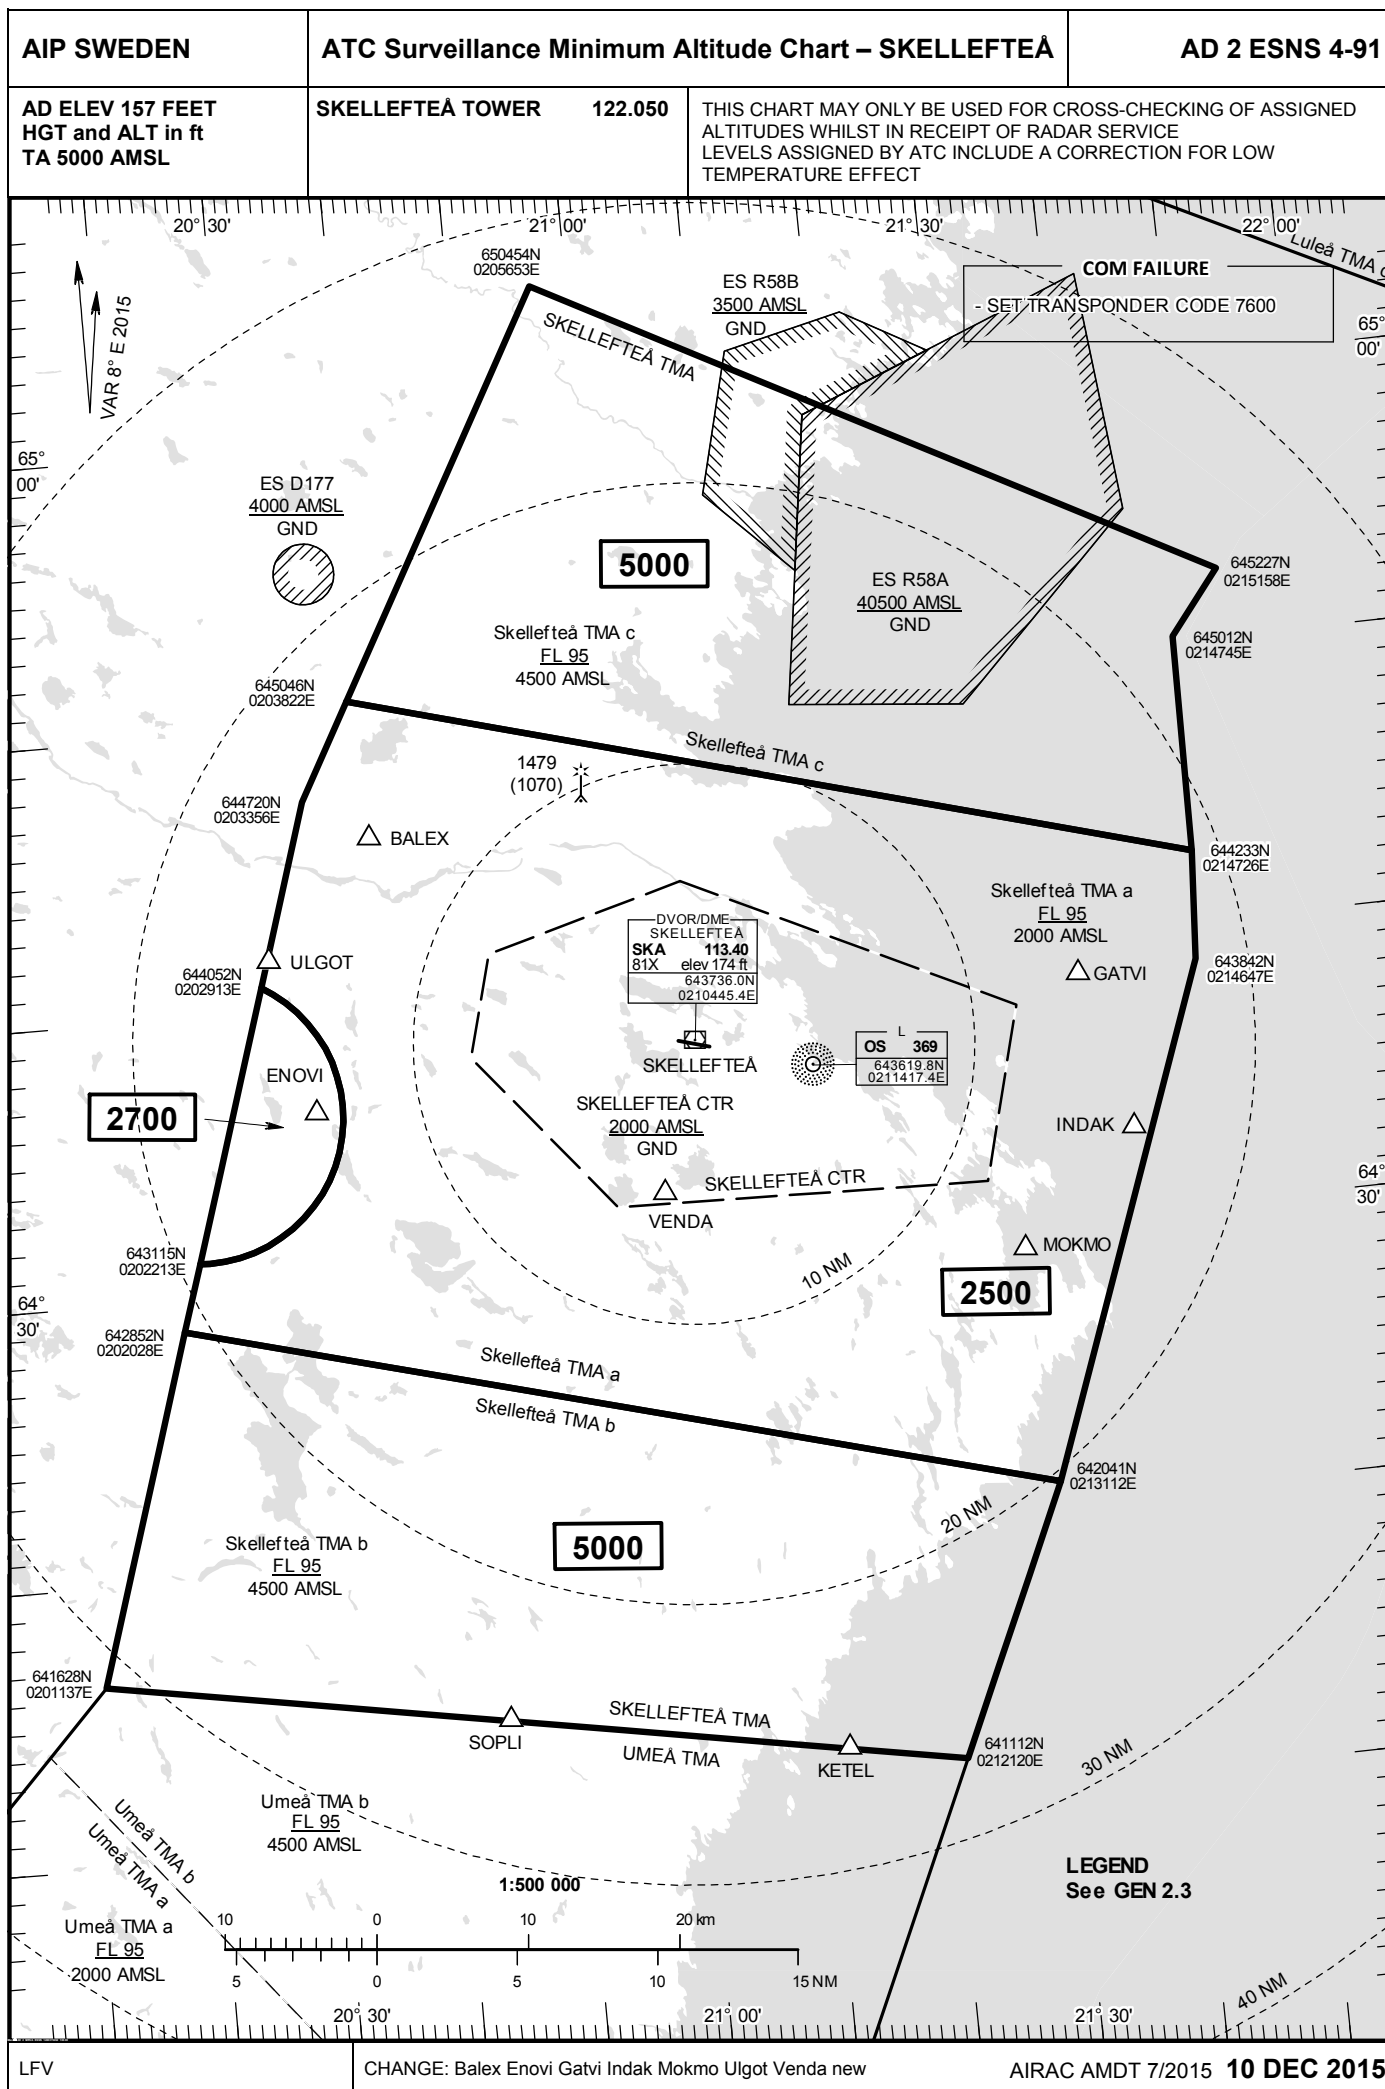 AIP SWEDEN
ATC Surveillance Minimum Altitude Chart – SKELLEFTEÅ
AD 2 ESNS 4-91
AD ELEV 157 FEET
HGT and ALT in ft
TA 5000 AMSL
SKELLEFTEÅ TOWER 122.050
THIS CHART MAY ONLY BE USED FOR CROSS-CHECKING OF ASSIGNED
ALTITUDES WHILST IN RECEIPT OF RADAR SERVICE
LEVELS ASSIGNED BY ATC INCLUDE A CORRECTION FOR LOW
TEMPERATURE EFFECT
20° 30'
21° 00'
21° 30'
22° 00'
Luleå TMA
650454N
0205653E
VAR 8° E 2015
SKELLEFTEÅ TMA
ES R58B
3500 AMSL
GND
COM FAILURE
- SET TRANSPONDER CODE 7600
65°
00'
65°
00'
ES D177
4000 AMSL
GND
5000
ES R58A
40500 AMSL
GND
645227N
0215158E
645012N
0214745E
Skellefteå TMA c
FL 95
4500 AMSL
645046N
0203822E
Skellefteå TMA c
1479
(1070)
644720N
0203356E
BALEX
644233N
0214726E
Skellefteå TMA a
FL 95
2000 AMSL
DVOR/DME
SKELLEFTEÅ
SKA 113.40
81X elev 174 ft
643736.0N
0210445.4E
ULGOT
644052N
0202913E
GATVI
643842N
0214647E
SKELLEFTEÅ
L
OS 369
643619.8N
0211417.4E
ENOVI
2700
SKELLEFTEÅ CTR
2000 AMSL
GND
INDAK
SKELLEFTEÅ CTR
VENDA
64°
30'
643115N
0202213E
10 NM
MOKMO
2500
64°
30'
642852N
0202028E
Skellefteå TMA a
Skellefteå TMA b
642041N
0213112E
20 NM
Skellefteå TMA b
FL 95
4500 AMSL
5000
641628N
0201137E
SOPLI
SKELLEFTEÅ TMA
UMEÅ TMA
KETEL
641112N
0212120E
30 NM
Umeå TMA b
Umeå TMA a
Umeå TMA b
FL 95
4500 AMSL
LEGEND
See GEN 2.3
1:500 000
10 0 10 20 km
5 0 5 10 15 NM
Umeå TMA a
FL 95
2000 AMSL
40 NM
20° 30'
21° 00'
21° 30'
LFV
CHANGE: Balex Enovi Gatvi Indak Mokmo Ulgot Venda new
AIRAC AMDT 7/2015 10 DEC 2015